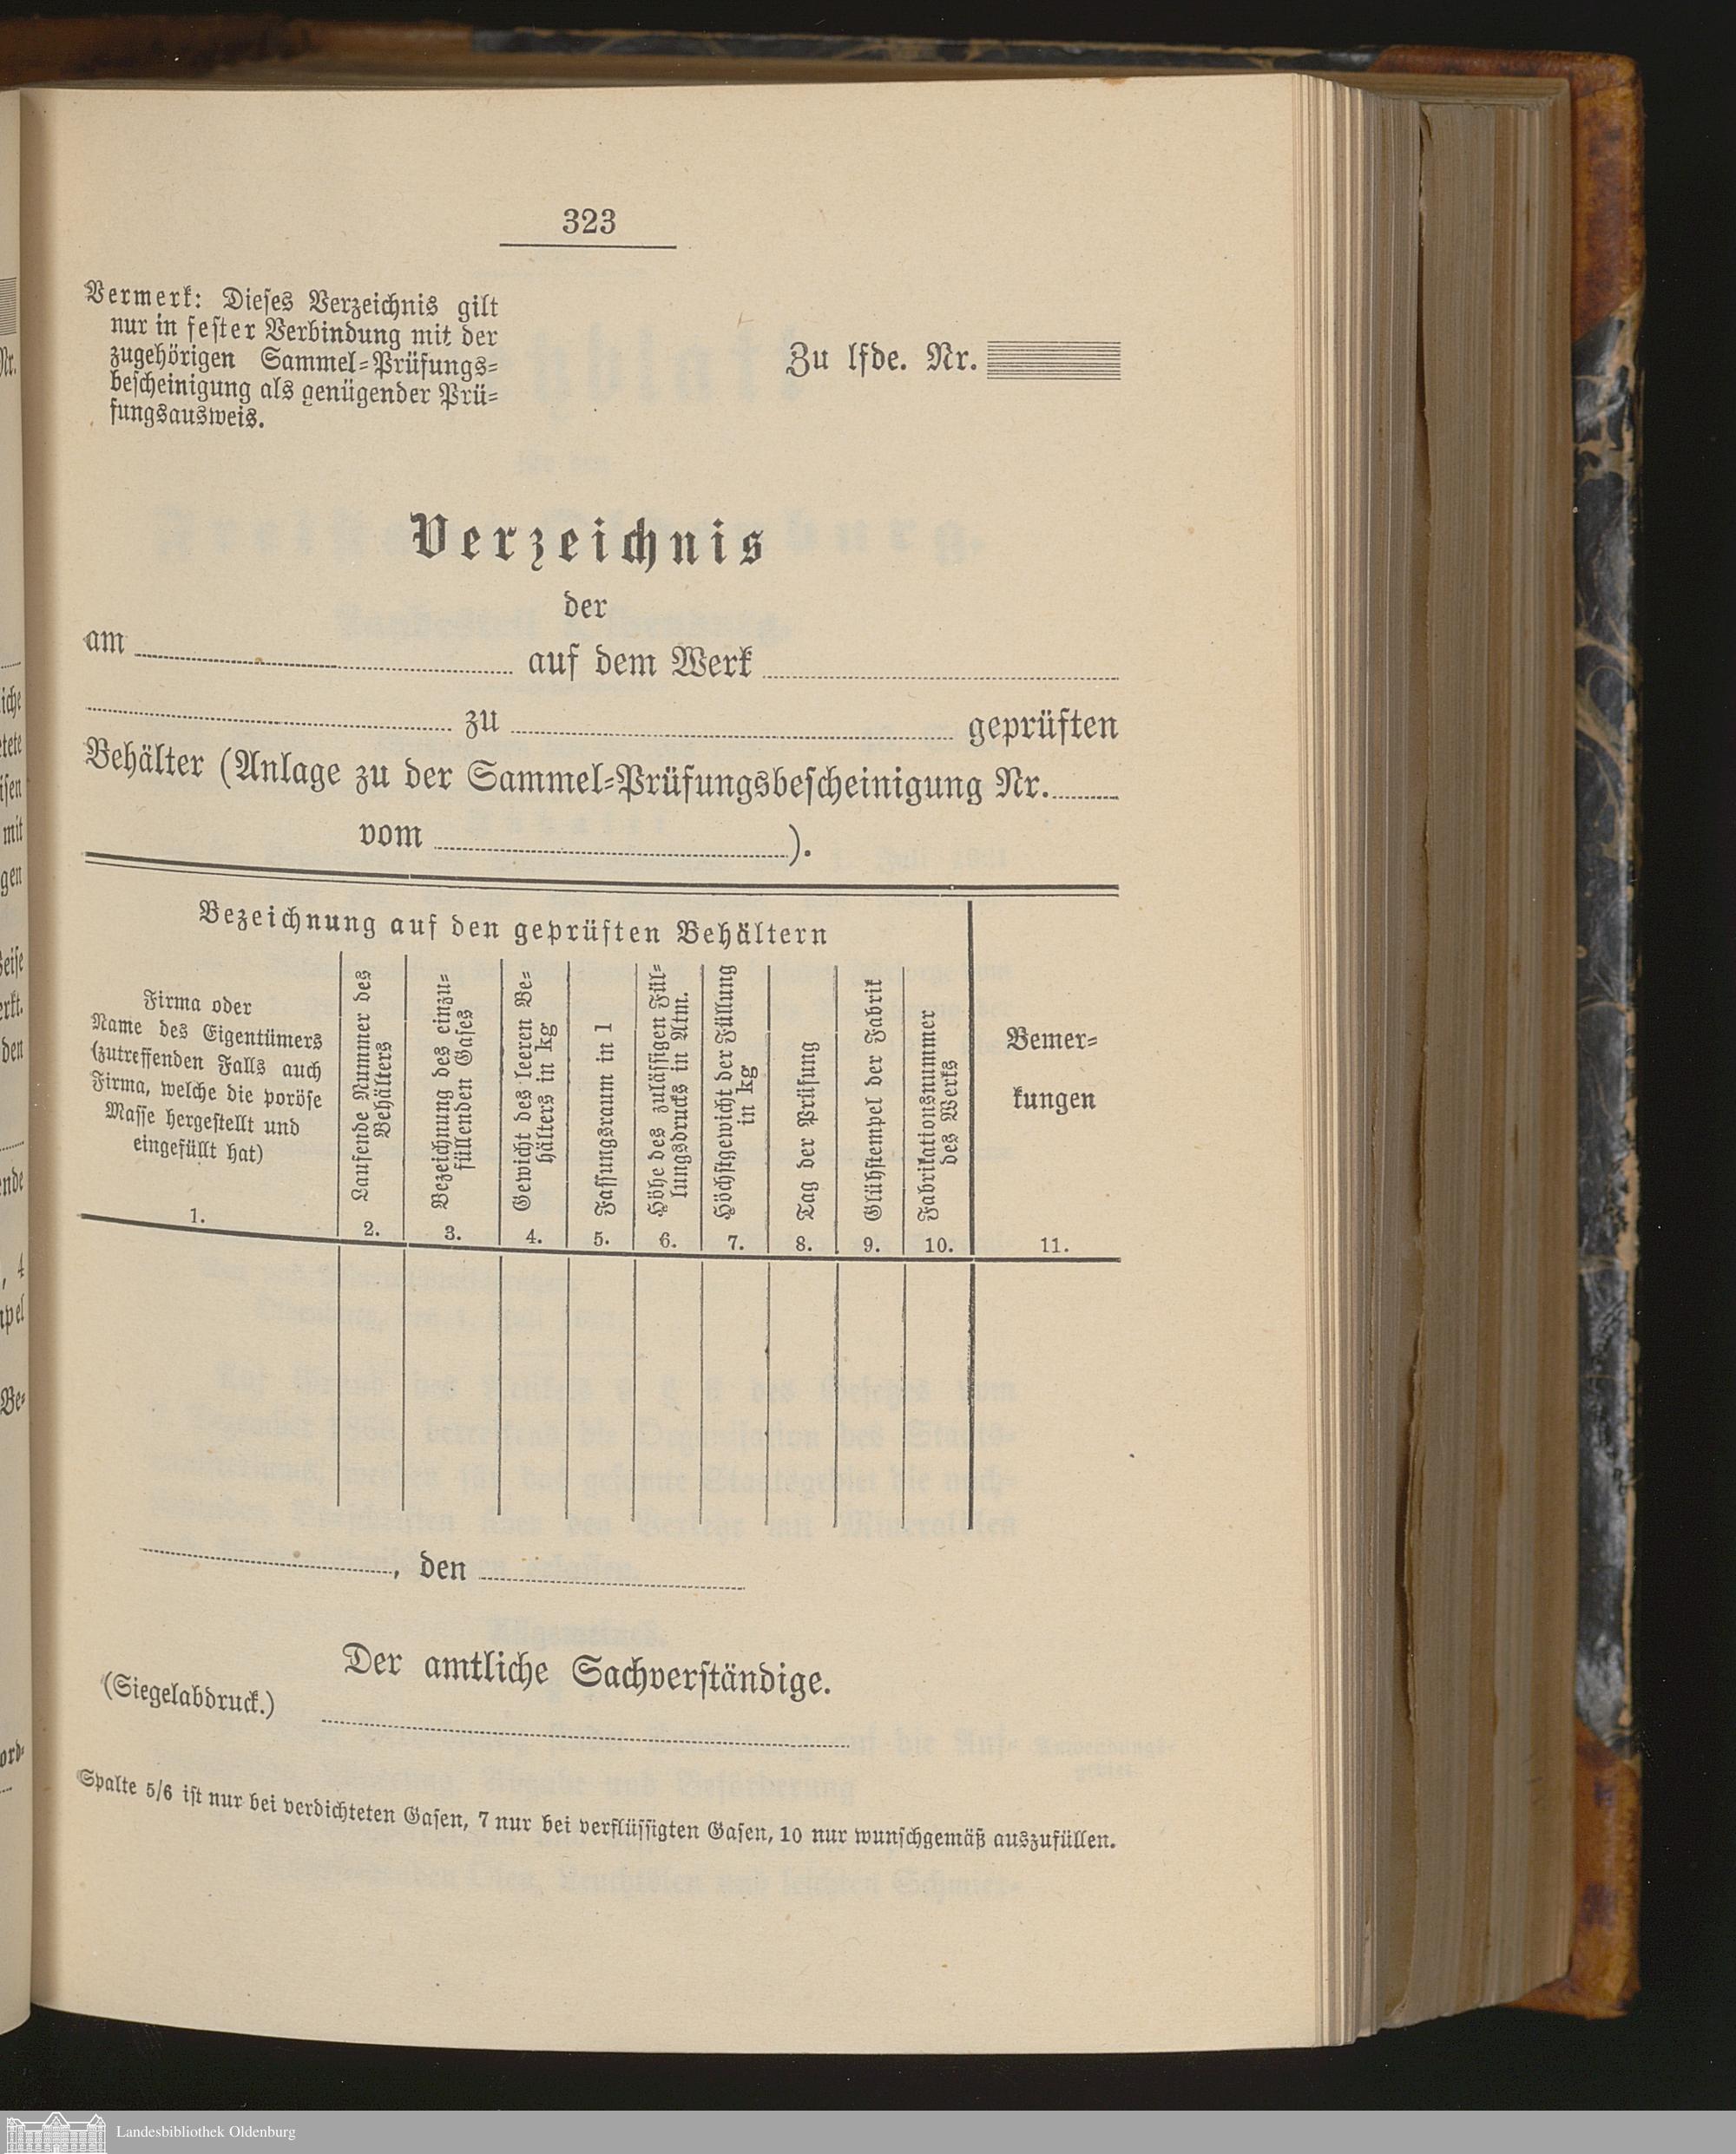 323
Vermerk: Dieses Verzeichnis gilt
nur in fester Verbindung mit der
zugehörigen Sammel-Prüfungs-
bescheinigung als genügender Prü-
fungsausweis.
Zu lfde. Nr.
Verzeichnis
der
am auf dem Werk
zu geprüften
Behälter (Anlage zu der Sammel-Prüfungsbescheinigung Nr.
vom ).
Bezeichnung auf den geprüften Behältern
Firma oder
Name des Eigentümers
(zutreffenden Falls auch
Firma, welche die poröse
Masse hergestellt und
eingefüllt hat)
1.
Laufende Nummer des
Behälters
2.
Bezeichnung des einzu-
füllenden Gases
3.
Gewicht des leeren Be-
hälters in kg
4.
Fassungsraum in l
5.
Höhe des zulässigen Fül-
lungsdrucks in Atm.
6.
Höchstgewicht der Füllung
in kg
7.
Tag der Prüfung
8.
Glühstempel der Fabrik
9.
Fabrikationsnummer
des Werks
10.
Bemer-
kungen
11.
, den
Der amtliche Sachverständige.
(Siegelabdruck.)
Spalte 5/6 ist nur bei verdichteten Gasen, 7 nur bei verflüssigten Gasen, 10 nur wunschgemäß auszufüllen.
Landesbibliothek Oldenburg